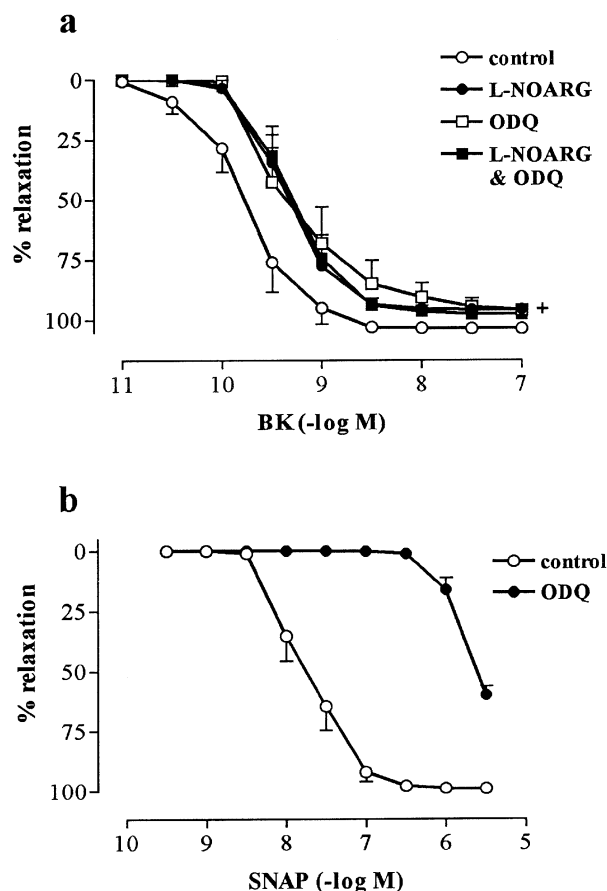 a
control
L-NOARG
ODQ
L-NOARG
& ODQ
0
25
50
75
100
% relaxation
+
11 10 9 8 7
BK (-log M)
b
control
ODQ
0
25
50
75
100
% relaxation
10 9 8 7 6 5
SNAP (-log M)